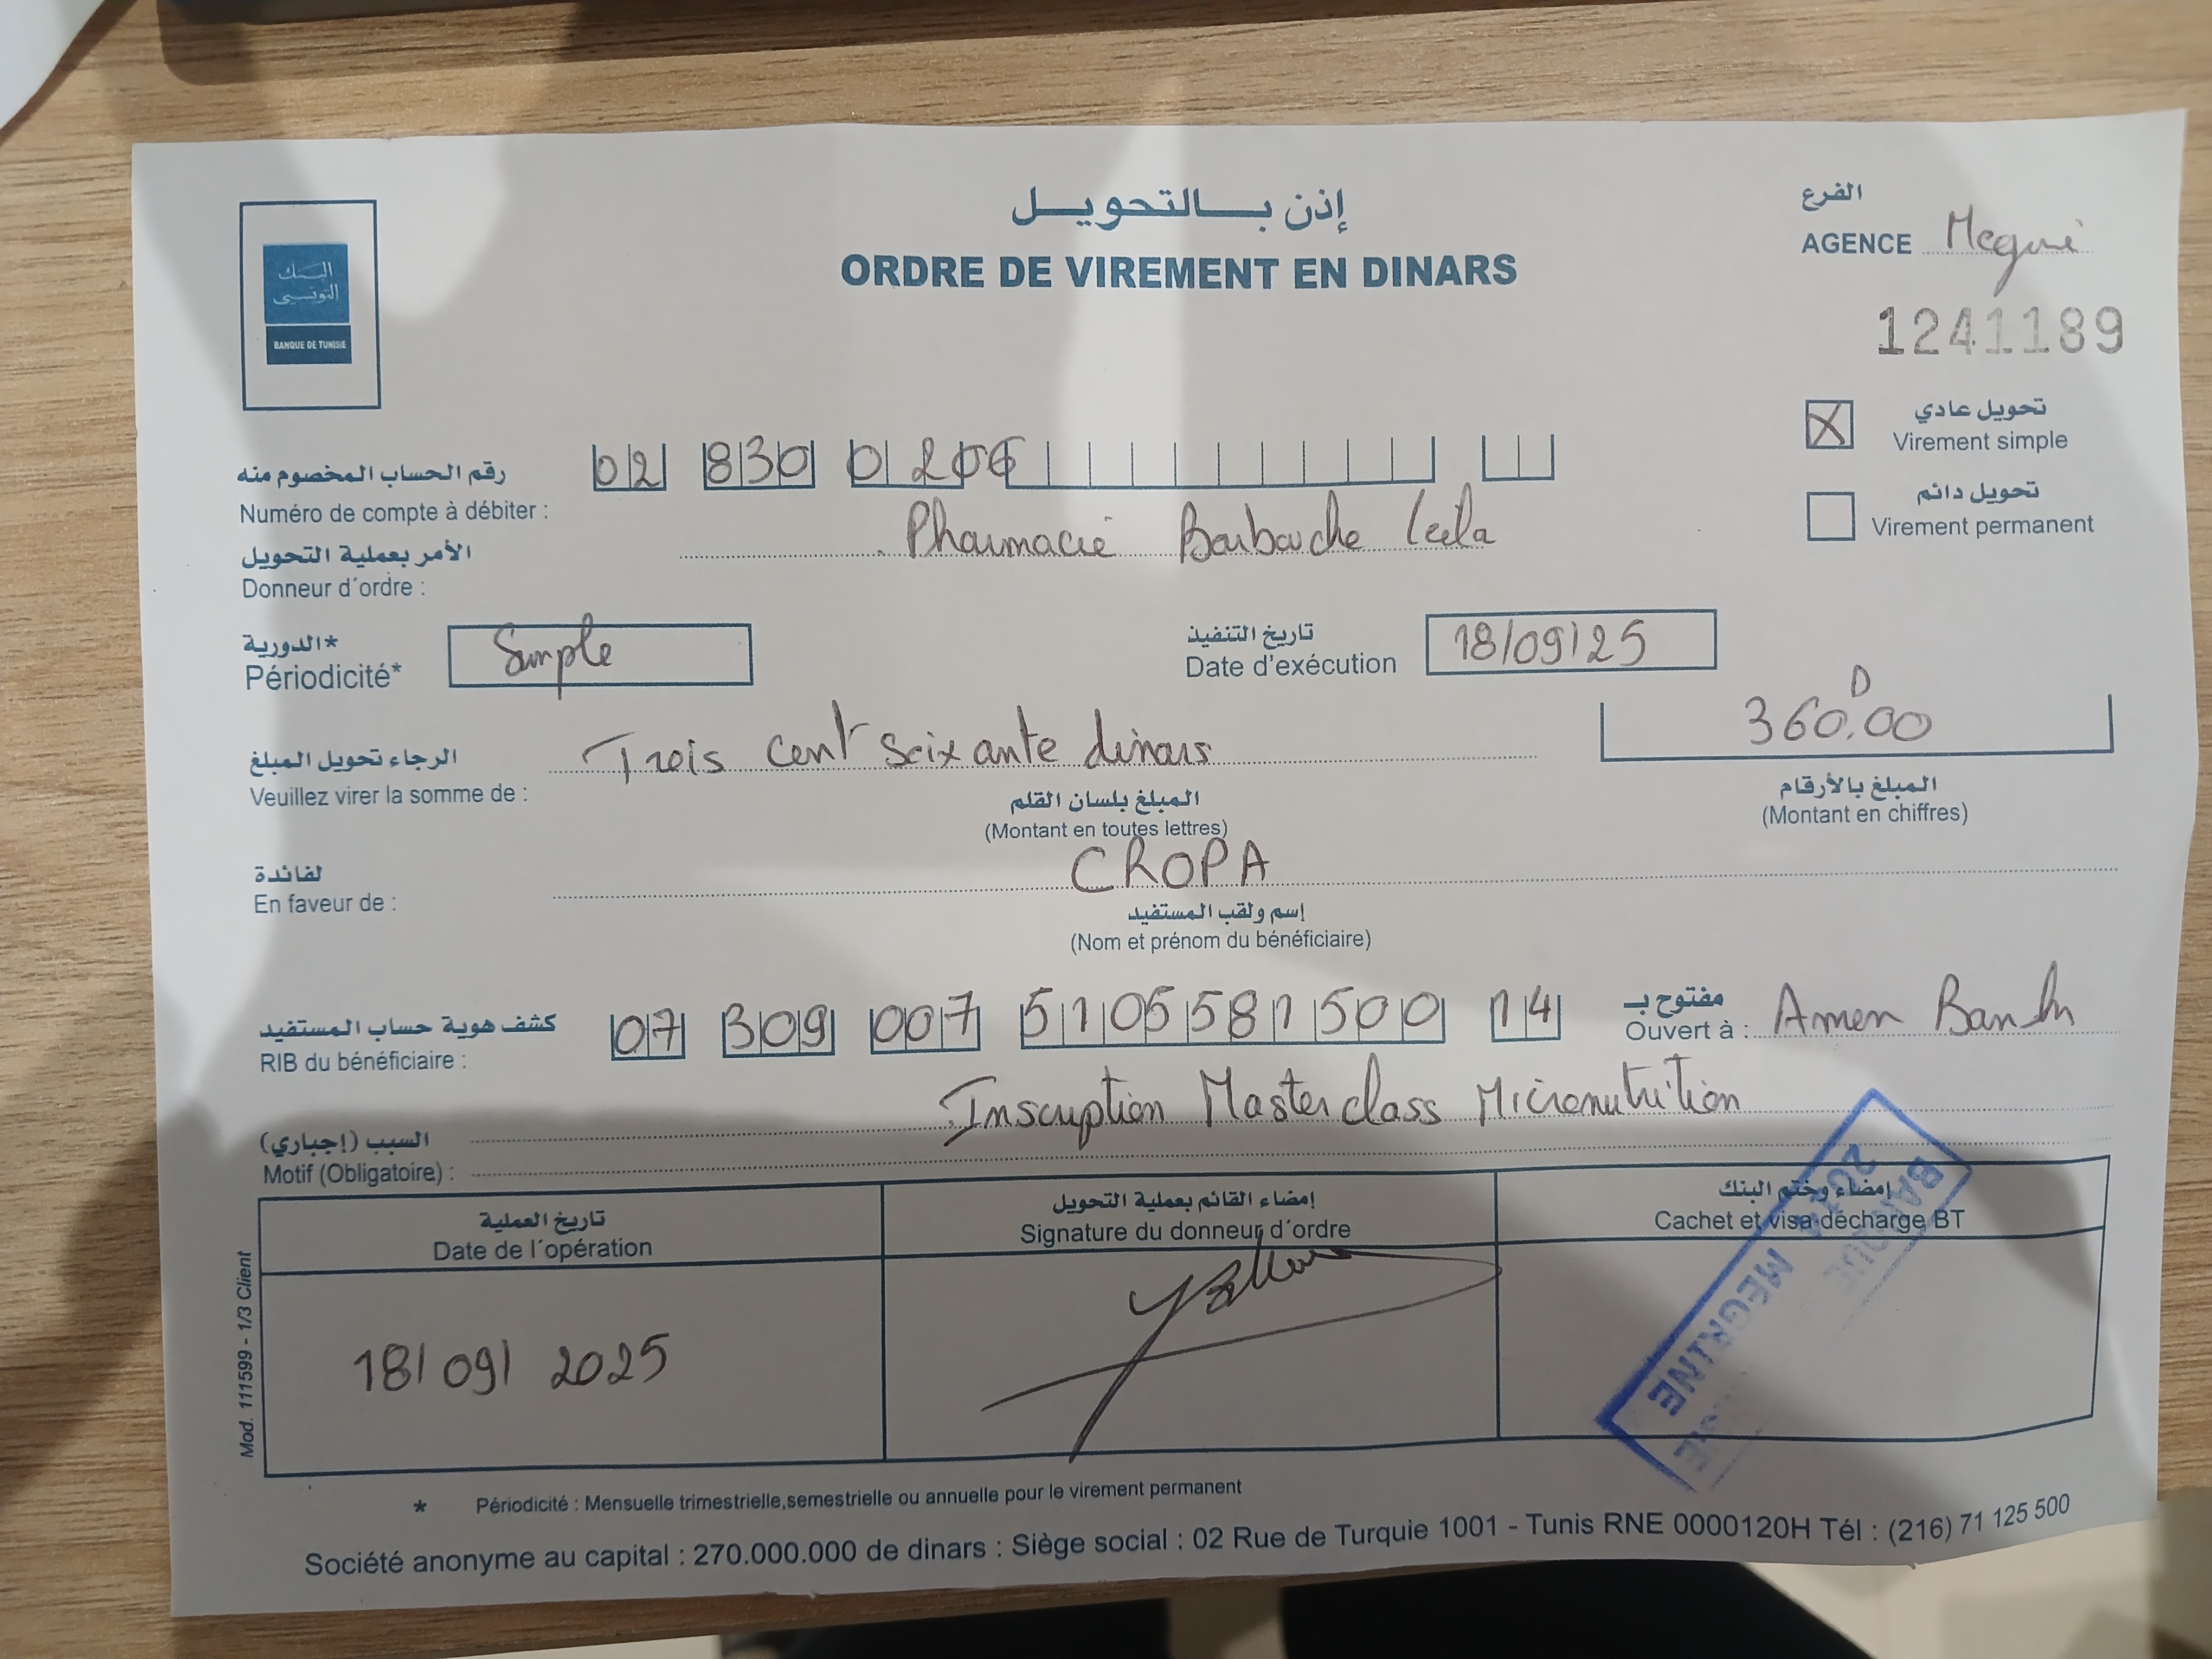 البنك
التونسي
BANQUE DE TUNISIE
إذن بالتحويل
ORDRE DE VIREMENT EN DINARS
الفرع
AGENCE
1241189
تحويل عادي
X Virement simple
تحويل دائم
Virement permanent
رقم الحساب المخصوم منه
Numéro de compte à débiter : 02 830 0 206
الأمر بعملية التحويل
Donneur d'ordre : Pharmacie
الدورية*
Périodicité* Simple
تاريخ التنفيذ
Date d'exécution 18/09/25
الرجاء تحويل المبلغ
Veuillez virer la somme de : Trois cent seixante dinars
المبلغ بلسان القلم
(Montant en toutes lettres)
D
360,00
المبلغ بالأرقام
(Montant en chiffres)
لفائدة
En faveur de : CROPA
إسم ولقب المستفيد
(Nom et prénom du bénéficiaire)
كشف هوية حساب المستفيد
RIB du bénéficiaire : 07 309 007 5105581500 14
مفتوح بـ
Ouvert à : Amen Bank
السبب (إجباري)
Motif (Obligatoire) : Inscription Masterclass Micronutrition
تاريخ العملية
Date de l'opération
18/09/2025
إمضاء القائم بعملية التحويل
Signature du donneur d'ordre
إمضاء وختم البنك
Cachet et visa décharge BT
MEGRINE
Mod. 111599 - 1/3 Client
* Périodicité : Mensuelle trimestrielle,semestrielle ou annuelle pour le virement permanent
Société anonyme au capital : 270.000.000 de dinars : Siège social : 02 Rue de Turquie 1001 - Tunis RNE 0000120H Tél : (216) 71 125 500